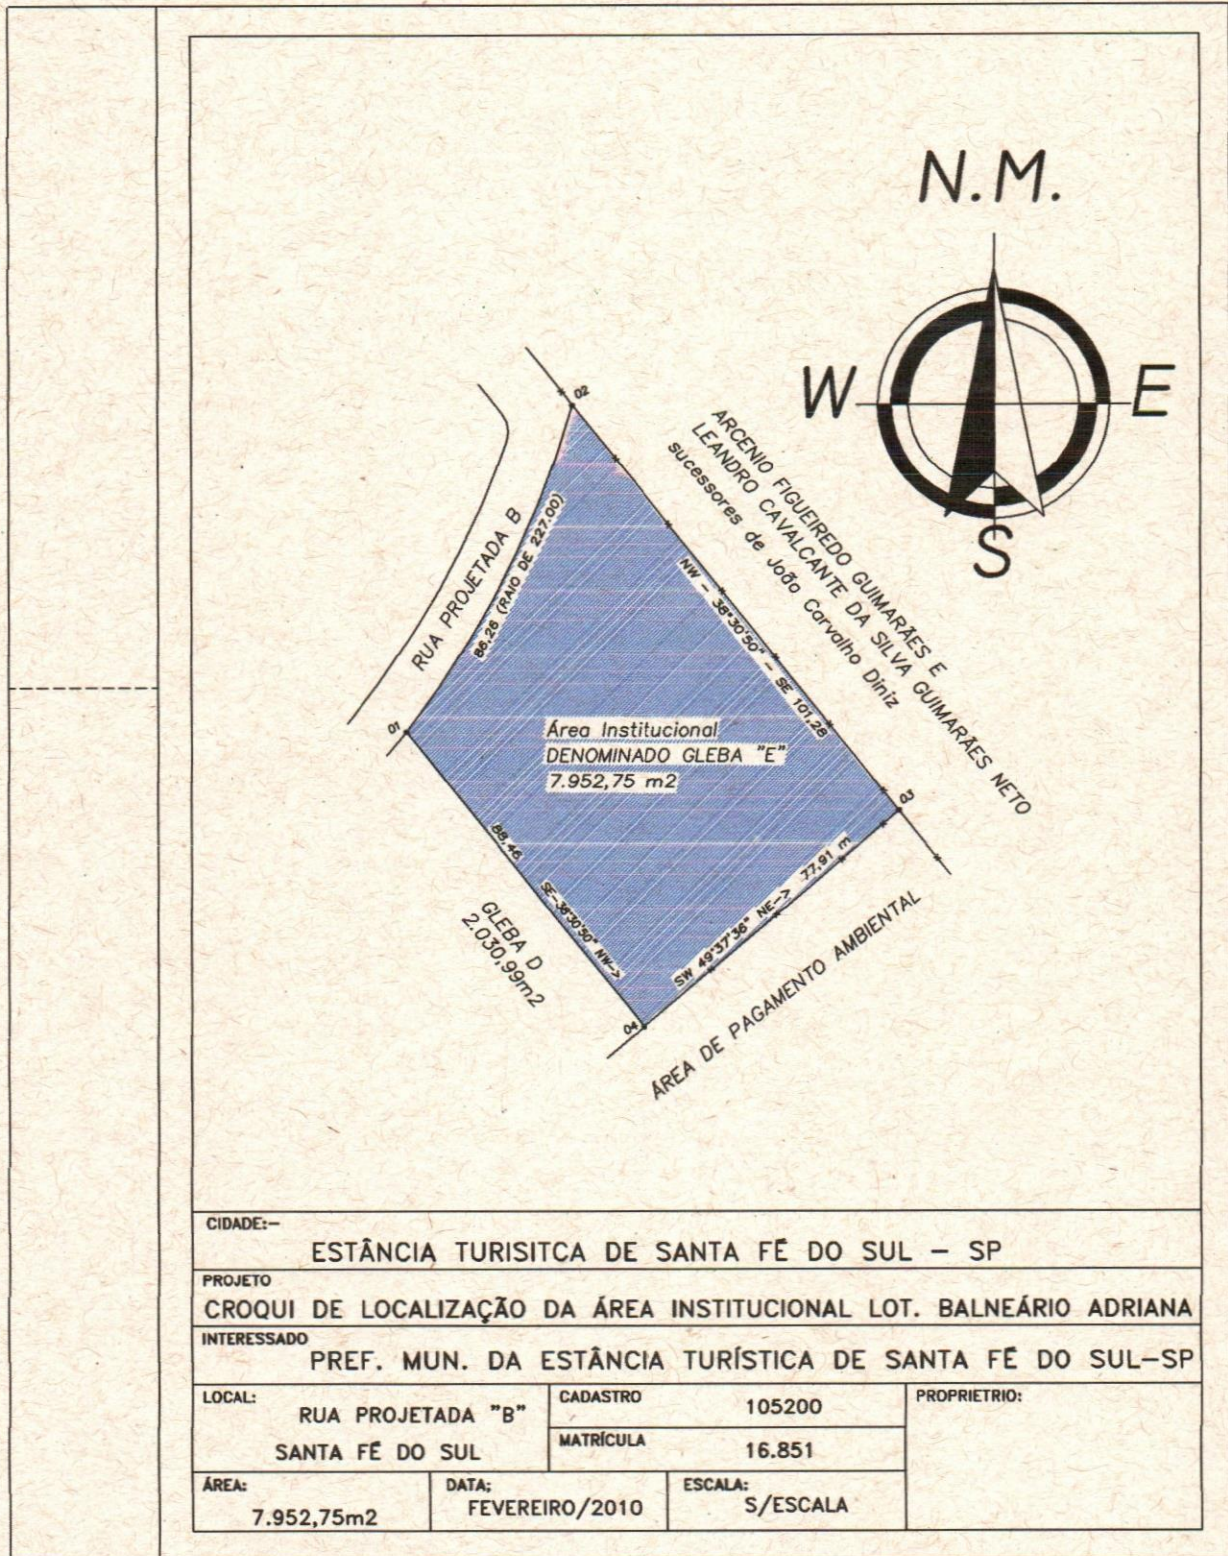 N.M.
W
E
S
02
ARCENIO FIGUEIREDO GUIMARÃES E
LEANDRO CAVALCANTE DA SILVA GUIMARÃES NETO
sucessores de João Carvalho Diniz
RUA PROJETADA B
86,26 (RAIO DE 227.00)
NW - 38°30'50" - SE 101,28
01
Área Institucional
DENOMINADO GLEBA "E"
7.952,75 m2
03
88,46
SE-38°30'50" NW->
SW 49°37'36" NE-> 77,91 m
GLEBA D
2.030,99m2
04
ÁREA DE PAGAMENTO AMBIENTAL
CIDADE:-
ESTÂNCIA TURISITCA DE SANTA FÉ DO SUL - SP
PROJETO
CROQUI DE LOCALIZAÇÃO DA ÁREA INSTITUCIONAL LOT. BALNEÁRIO ADRIANA
INTERESSADO
PREF. MUN. DA ESTÂNCIA TURÍSTICA DE SANTA FÉ DO SUL-SP
LOCAL:
RUA PROJETADA "B"
SANTA FÉ DO SUL
CADASTRO
105200
MATRÍCULA
16.851
PROPRIETRIO:
ÁREA:
7.952,75m2
DATA;
FEVEREIRO/2010
ESCALA:
S/ESCALA